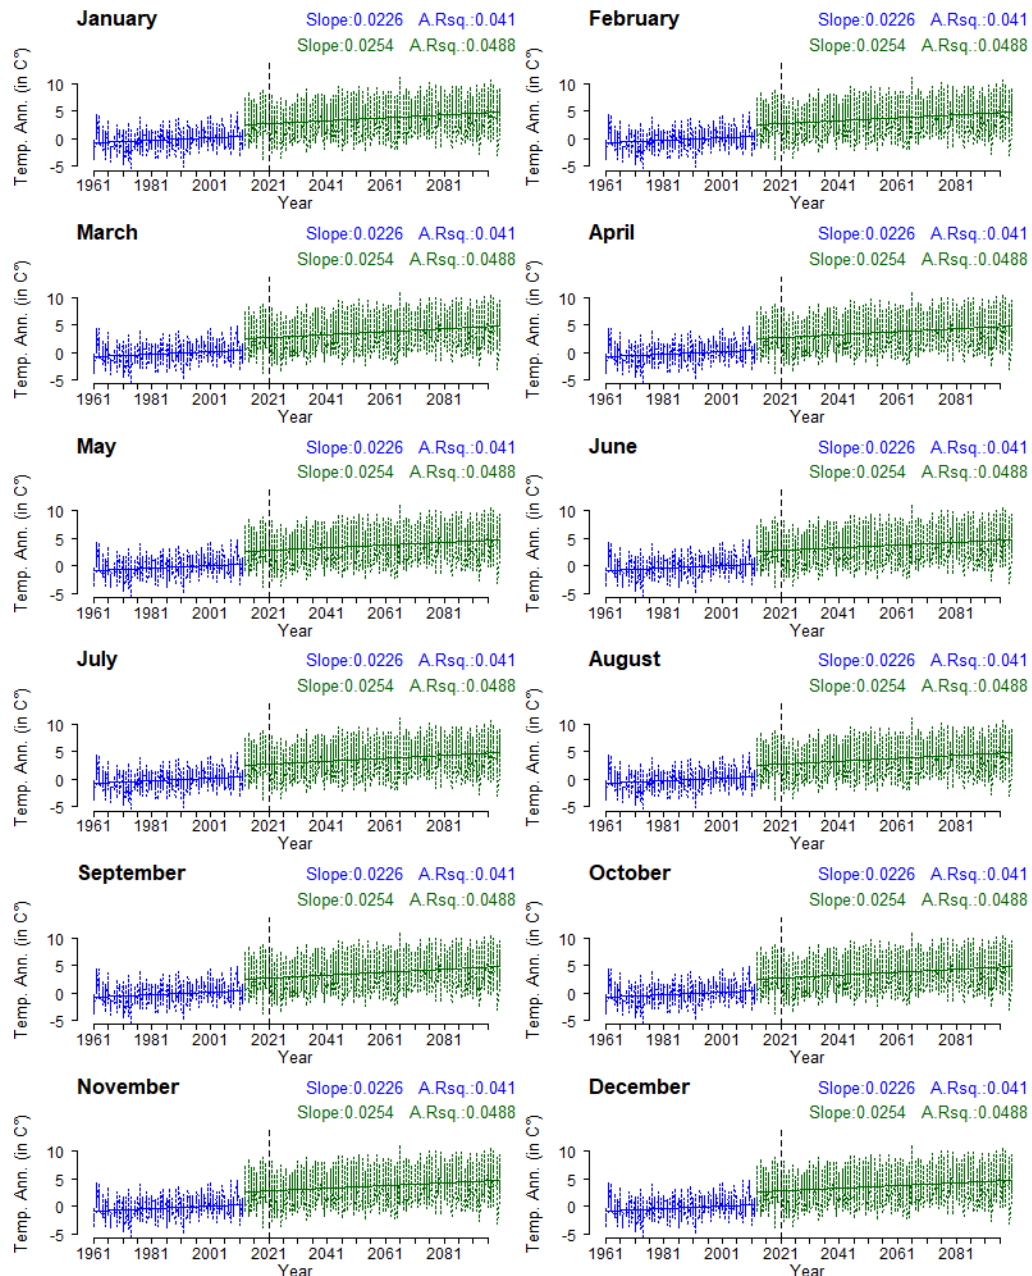 January Slope:0.0226 A.Rsq.:0.041
Slope:0.0254 A.Rsq.:0.0488
Temp. Ann. (in C°)
10
5
0
-5
1961 1981 2001 2021 2041 2061 2081
Year
February Slope:0.0226 A.Rsq.:0.041
Slope:0.0254 A.Rsq.:0.0488
Temp. Ann. (in C°)
10
5
0
-5
1961 1981 2001 2021 2041 2061 2081
Year
March Slope:0.0226 A.Rsq.:0.041
Slope:0.0254 A.Rsq.:0.0488
Temp. Ann. (in C°)
10
5
0
-5
1961 1981 2001 2021 2041 2061 2081
Year
April Slope:0.0226 A.Rsq.:0.041
Slope:0.0254 A.Rsq.:0.0488
Temp. Ann. (in C°)
10
5
0
-5
1961 1981 2001 2021 2041 2061 2081
Year
May Slope:0.0226 A.Rsq.:0.041
Slope:0.0254 A.Rsq.:0.0488
Temp. Ann. (in C°)
10
5
0
-5
1961 1981 2001 2021 2041 2061 2081
Year
June Slope:0.0226 A.Rsq.:0.041
Slope:0.0254 A.Rsq.:0.0488
Temp. Ann. (in C°)
10
5
0
-5
1961 1981 2001 2021 2041 2061 2081
Year
July Slope:0.0226 A.Rsq.:0.041
Slope:0.0254 A.Rsq.:0.0488
Temp. Ann. (in C°)
10
5
0
-5
1961 1981 2001 2021 2041 2061 2081
Year
August Slope:0.0226 A.Rsq.:0.041
Slope:0.0254 A.Rsq.:0.0488
Temp. Ann. (in C°)
10
5
0
-5
1961 1981 2001 2021 2041 2061 2081
Year
September Slope:0.0226 A.Rsq.:0.041
Slope:0.0254 A.Rsq.:0.0488
Temp. Ann. (in C°)
10
5
0
-5
1961 1981 2001 2021 2041 2061 2081
Year
October Slope:0.0226 A.Rsq.:0.041
Slope:0.0254 A.Rsq.:0.0488
Temp. Ann. (in C°)
10
5
0
-5
1961 1981 2001 2021 2041 2061 2081
Year
November Slope:0.0226 A.Rsq.:0.041
Slope:0.0254 A.Rsq.:0.0488
Temp. Ann. (in C°)
10
5
0
-5
1961 1981 2001 2021 2041 2061 2081
Year
December Slope:0.0226 A.Rsq.:0.041
Slope:0.0254 A.Rsq.:0.0488
Temp. Ann. (in C°)
10
5
0
-5
1961 1981 2001 2021 2041 2061 2081
Year